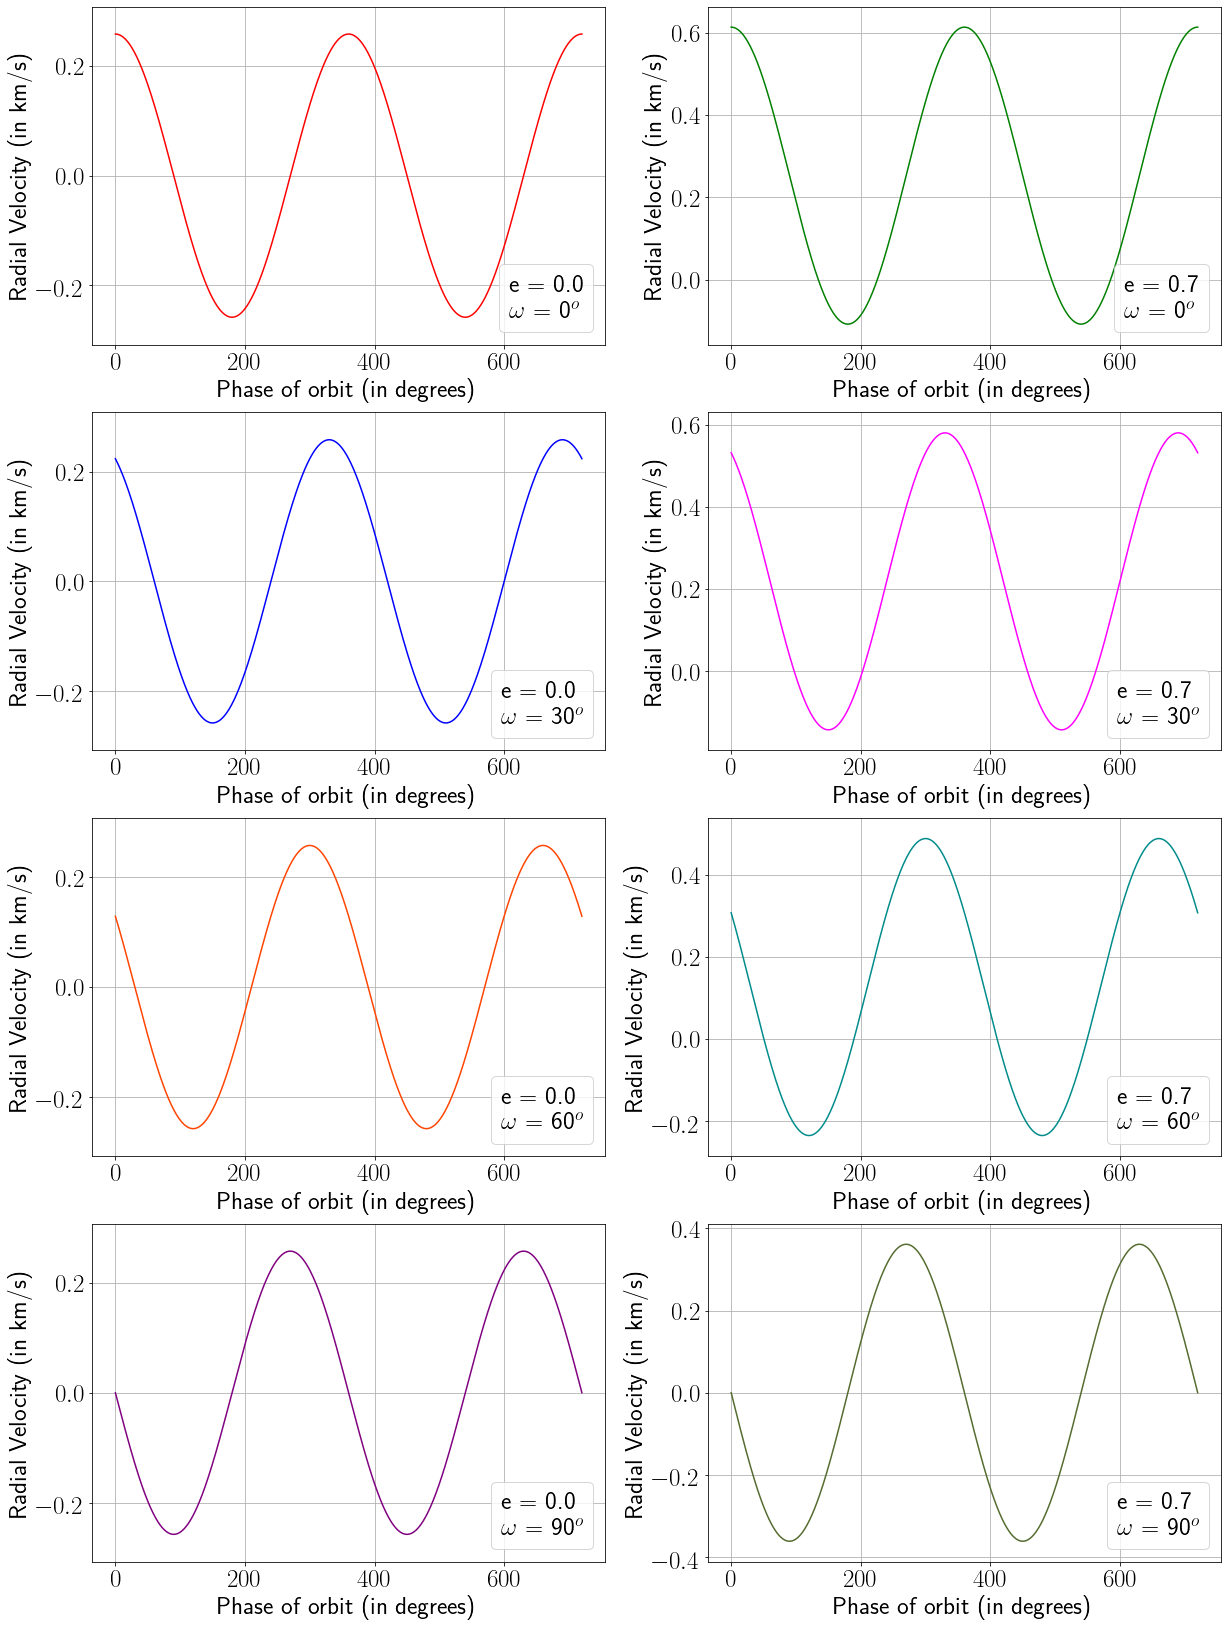 Radial Velocity (in km/s)
0.2
0.0
−0.2
0 200 400 600
Phase of orbit (in degrees)
e = 0.0
ω = 0°
Radial Velocity (in km/s)
0.6
0.4
0.2
0.0
0 200 400 600
Phase of orbit (in degrees)
e = 0.7
ω = 0°
Radial Velocity (in km/s)
0.2
0.0
−0.2
0 200 400 600
Phase of orbit (in degrees)
e = 0.0
ω = 30°
Radial Velocity (in km/s)
0.6
0.4
0.2
0.0
0 200 400 600
Phase of orbit (in degrees)
e = 0.7
ω = 30°
Radial Velocity (in km/s)
0.2
0.0
−0.2
0 200 400 600
Phase of orbit (in degrees)
e = 0.0
ω = 60°
Radial Velocity (in km/s)
0.4
0.2
0.0
−0.2
0 200 400 600
Phase of orbit (in degrees)
e = 0.7
ω = 60°
Radial Velocity (in km/s)
0.2
0.0
−0.2
0 200 400 600
Phase of orbit (in degrees)
e = 0.0
ω = 90°
Radial Velocity (in km/s)
0.4
0.2
0.0
−0.2
−0.4
0 200 400 600
Phase of orbit (in degrees)
e = 0.7
ω = 90°